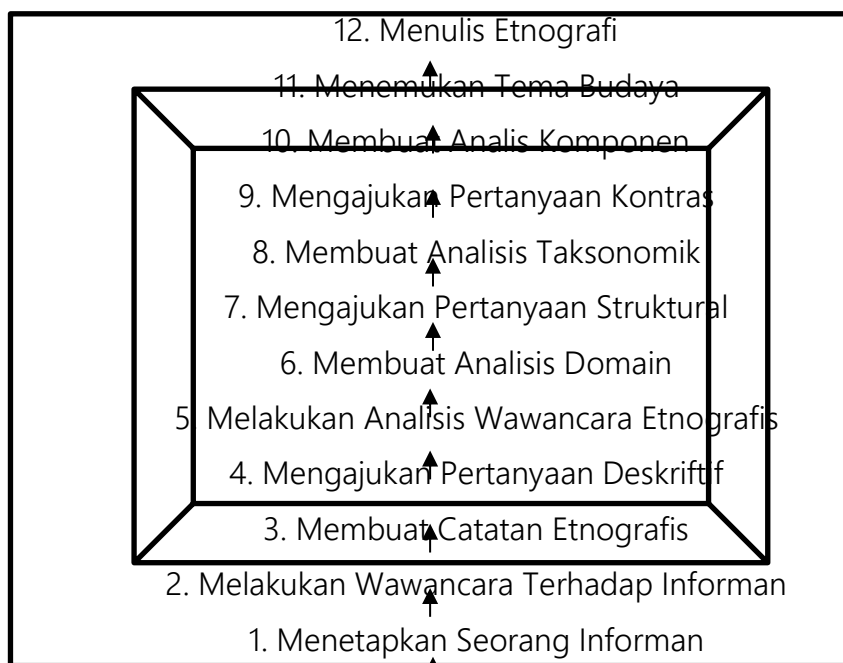 12. Menulis Etnografi
11. Menemukan Tema Budaya
10. Membuat Analis Komponen
9. Mengajukan Pertanyaan Kontras
8. Membuat Analisis Taksonomik
7. Mengajukan Pertanyaan Struktural
6. Membuat Analisis Domain
5. Melakukan Analisis Wawancara Etnografis
4. Mengajukan Pertanyaan Deskriftif
3. Membuat Catatan Etnografis
2. Melakukan Wawancara Terhadap Informan
1. Menetapkan Seorang Informan